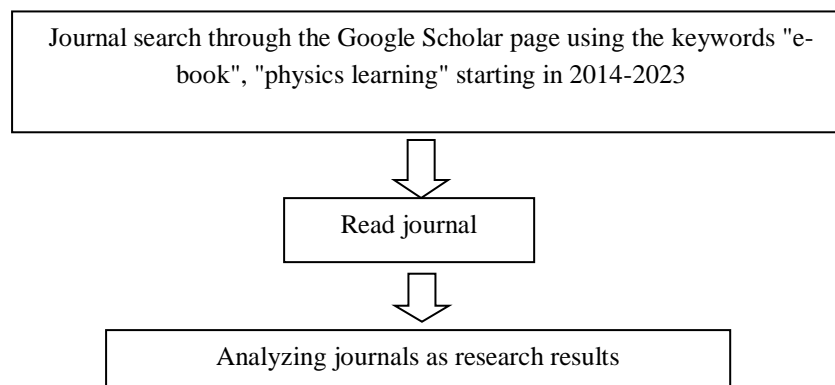 Journal search through the Google Scholar page using the keywords "e-
book", "physics learning" starting in 2014-2023
Read journal
Analyzing journals as research results